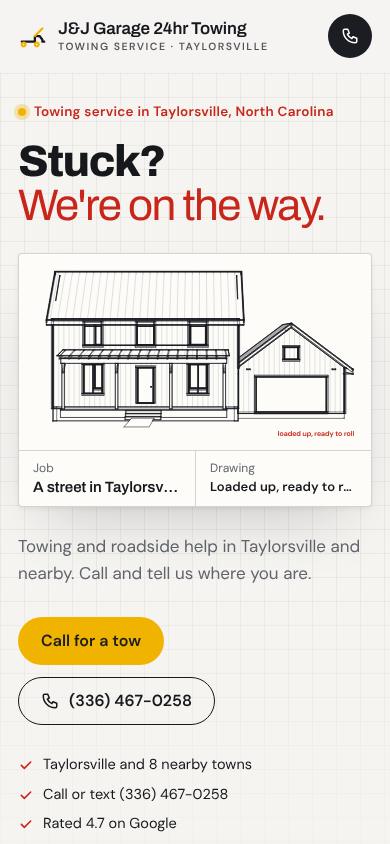 J&J Garage 24hr Towing
TOWING SERVICE · TAYLORSVILLE
Towing service in Taylorsville, North Carolina
Stuck?
We're on the way.
loaded up, ready to roll
Job
A street in Taylorsv...
Drawing
Loaded up, ready to r...
Towing and roadside help in Taylorsville and
nearby. Call and tell us where you are.
Call for a tow
(336) 467-0258
Taylorsville and 8 nearby towns
Call or text (336) 467-0258
Rated 4.7 on Google